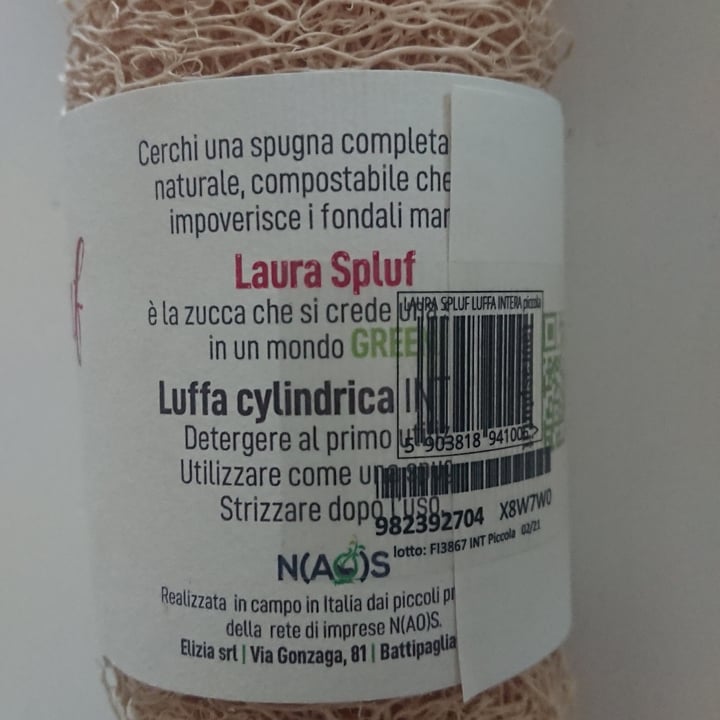 Cerchi una spugna completa
naturale, compostabile che
impoverisce i fondali mar
Laura Spluf
è la zucca che si crede una
in un mondo GREEN
Luffa cylindrica INT
Detergere al primo
Utilizzare come una
Strizzare dopo l'uso.
LAURA SPLUF LUFFA INTERA piccola
5 903818 941006 >
982392704 X8W7W0
lotto: FI3867 INT Piccola 02/21
N(AO)S
Realizzata in campo in Italia dai piccoli pr
della rete di imprese N(AO)S.
Elizia srl | Via Gonzaga, 81 | Battipaglia